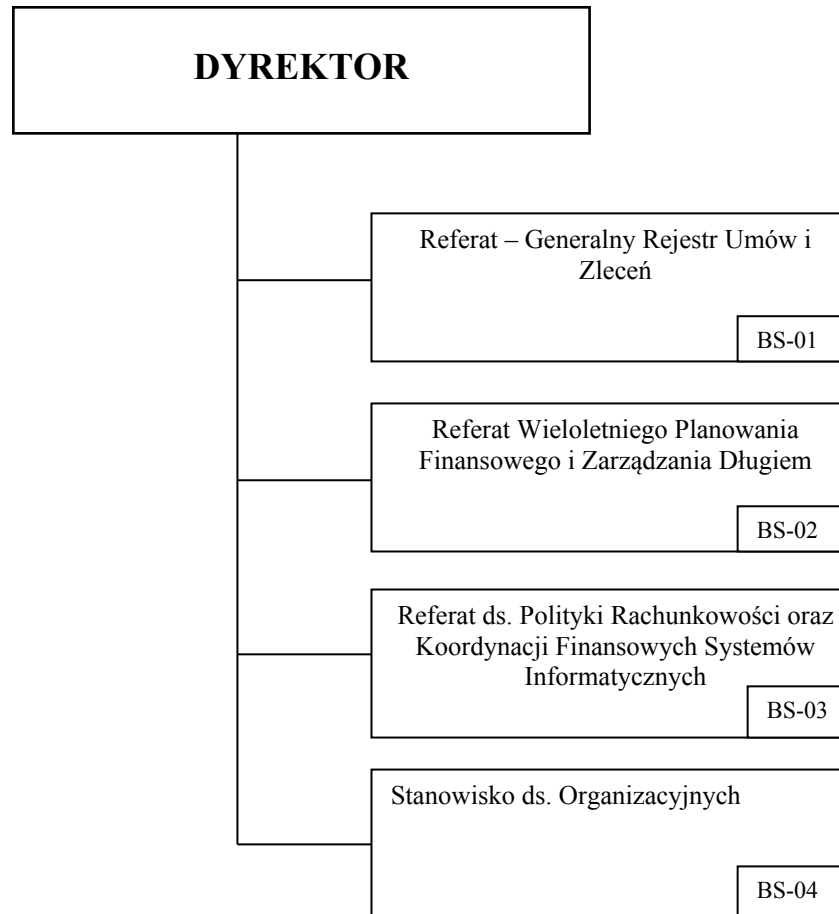 DYREKTOR
Referat – Generalny Rejestr Umów i
Zleceń
BS-01
Referat Wieloletniego Planowania
Finansowego i Zarządzania Długiem
BS-02
Referat ds. Polityki Rachunkowości oraz
Koordynacji Finansowych Systemów
Informatycznych
BS-03
Stanowisko ds. Organizacyjnych
BS-04